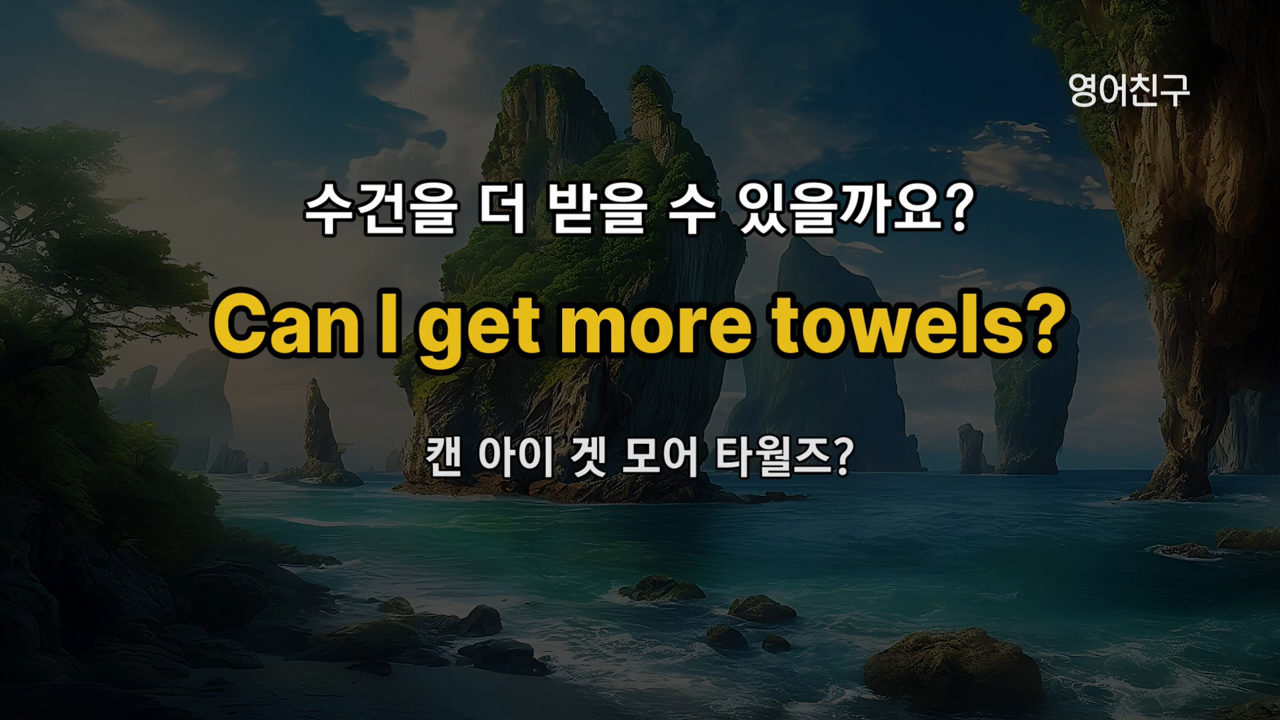 영어친구
수건을 더 받을 수 있을까요?
Can I get more towels?
캔 아이 겟 모어 타월즈?